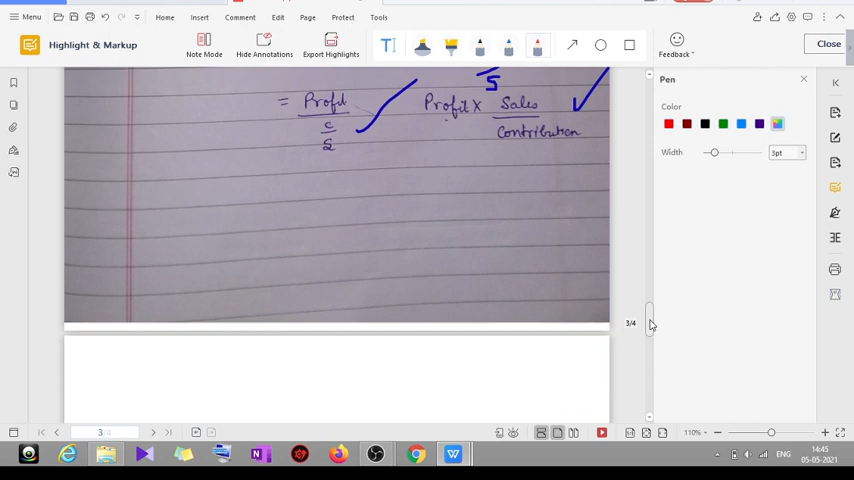 Menu Home Insert Comment Edit Page Protect Tools
Highlight & Markup Note Mode Hide Annotations Export Highlights T Feedback Close
5
= Profit Profit X Sales
c Contribution
S
Pen
Color
Width 3pt
3/4
3 /4 110%
W ENG 14:45
05-05-2021